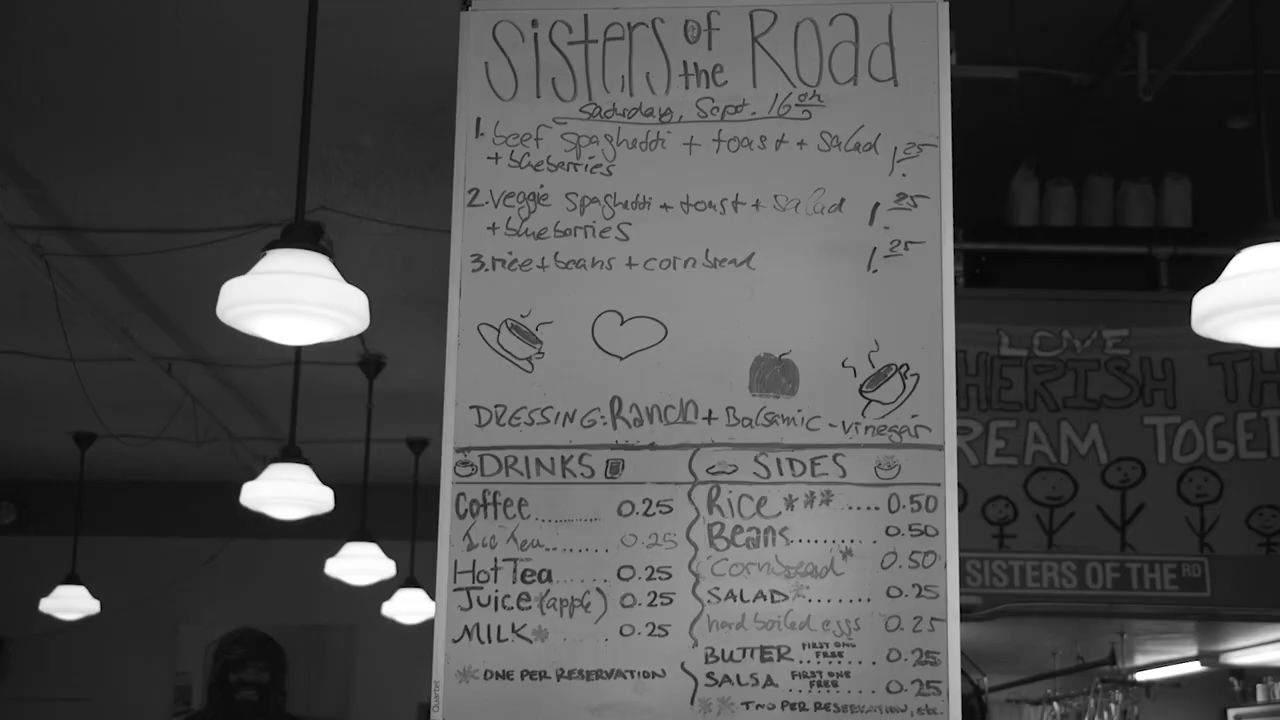 Sisters of the Road
Saturday, Sept. 16th
1. beef spaghetti + toast + salad 1.25
+ blueberries
2. veggie spaghetti + toast + salad 1.25
+ blueberries
3. rice + beans + cornbread 1.25
DRESSING: Ranch + Balsamic - vinegar
DRINKS
Coffee.......... 0.25
Ice Tea........ 0.25
Hot Tea...... 0.25
Juice*(apple) 0.25
MILK*..... 0.25
* ONE PER RESERVATION
SIDES
Rice***.... 0.50
Beans.......... 0.50
Cornbread* 0.50
SALAD*....... 0.25
hard boiled eggs 0.25
BUTTER FIRST ONE FREE 0.25
SALSA FIRST ONE FREE 0.25
** TWO PER RESERVATION, etc.
Quartet
LOVE
HERISH TH
REAM TOGET
SISTERS OF THE RD